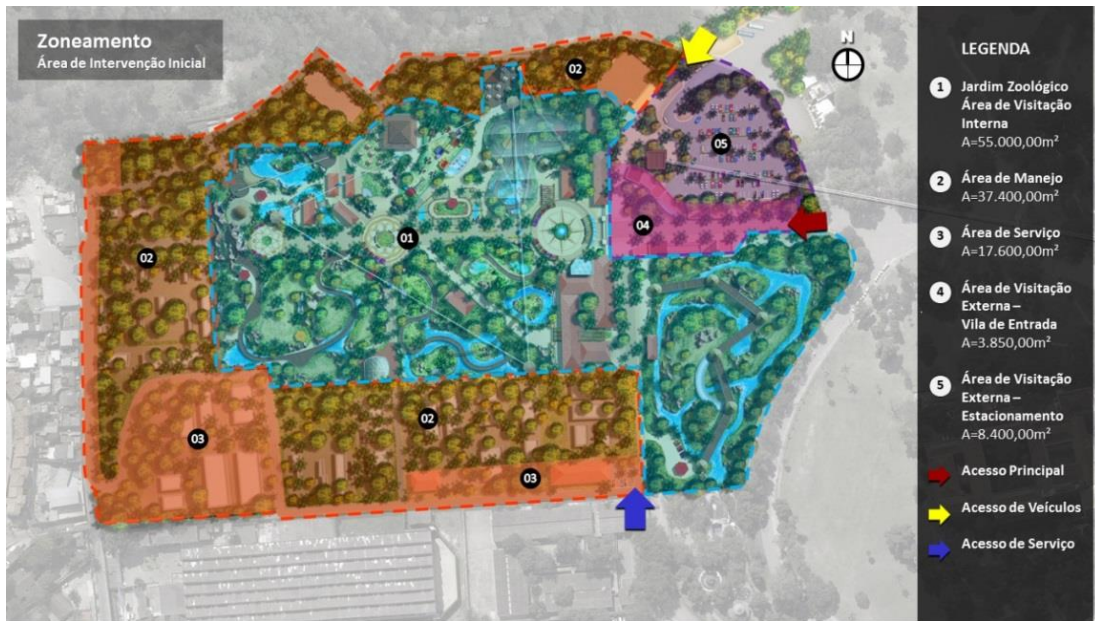 Zoneamento
Área de Intervenção Inicial
N
02
05
04
01
02
02
03
03
LEGENDA
1 Jardim Zoológico
Área de Visitação
Interna
A=55.000,00m²
2 Área de Manejo
A=37.400,00m²
3 Área de Serviço
A=17.600,00m²
4 Área de Visitação
Externa –
Vila de Entrada
A=3.850,00m²
5 Área de Visitação
Externa –
Estacionamento
A=8.400,00m²
Acesso Principal
Acesso de Veículos
Acesso de Serviço